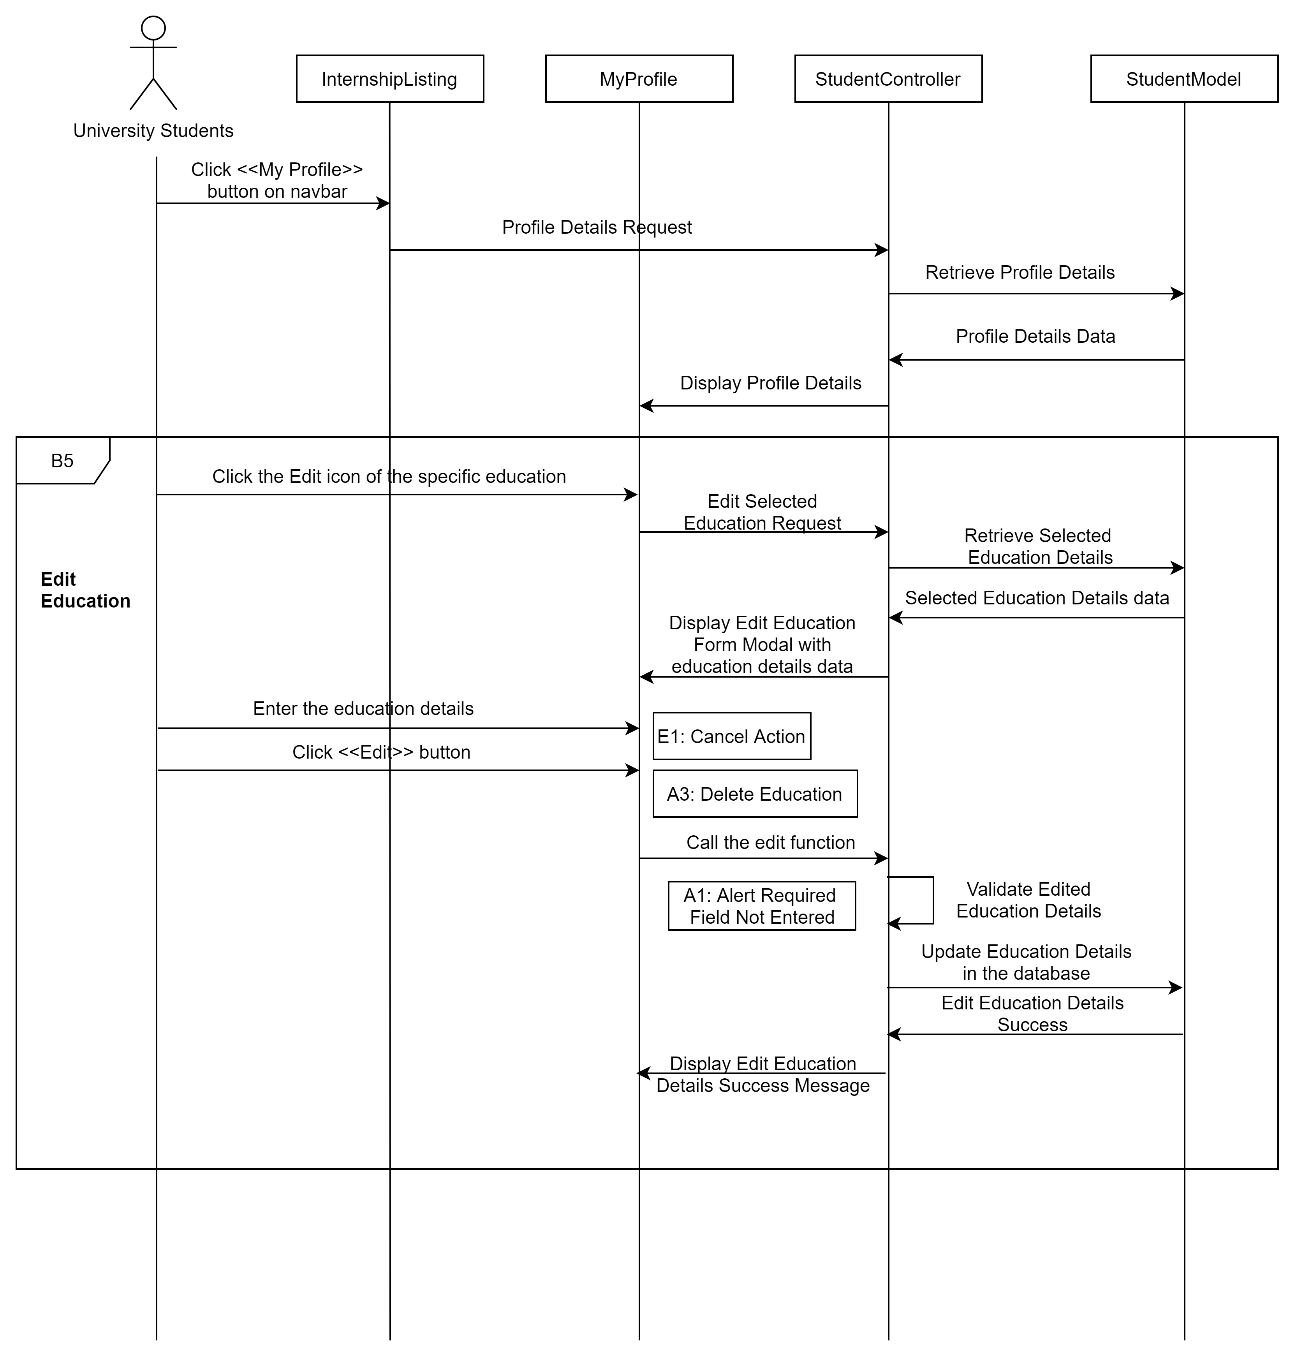 University Students
InternshipListing
MyProfile
StudentController
StudentModel
Click <<My Profile>>
button on navbar
Profile Details Request
Retrieve Profile Details
Profile Details Data
Display Profile Details
B5
Click the Edit icon of the specific education
Edit Selected
Education Request
Retrieve Selected
Education Details
Edit
Education
Selected Education Details data
Display Edit Education
Form Modal with
education details data
Enter the education details
E1: Cancel Action
Click <<Edit>> button
A3: Delete Education
Call the edit function
A1: Alert Required
Field Not Entered
Validate Edited
Education Details
Update Education Details
in the database
Edit Education Details
Success
Display Edit Education
Details Success Message